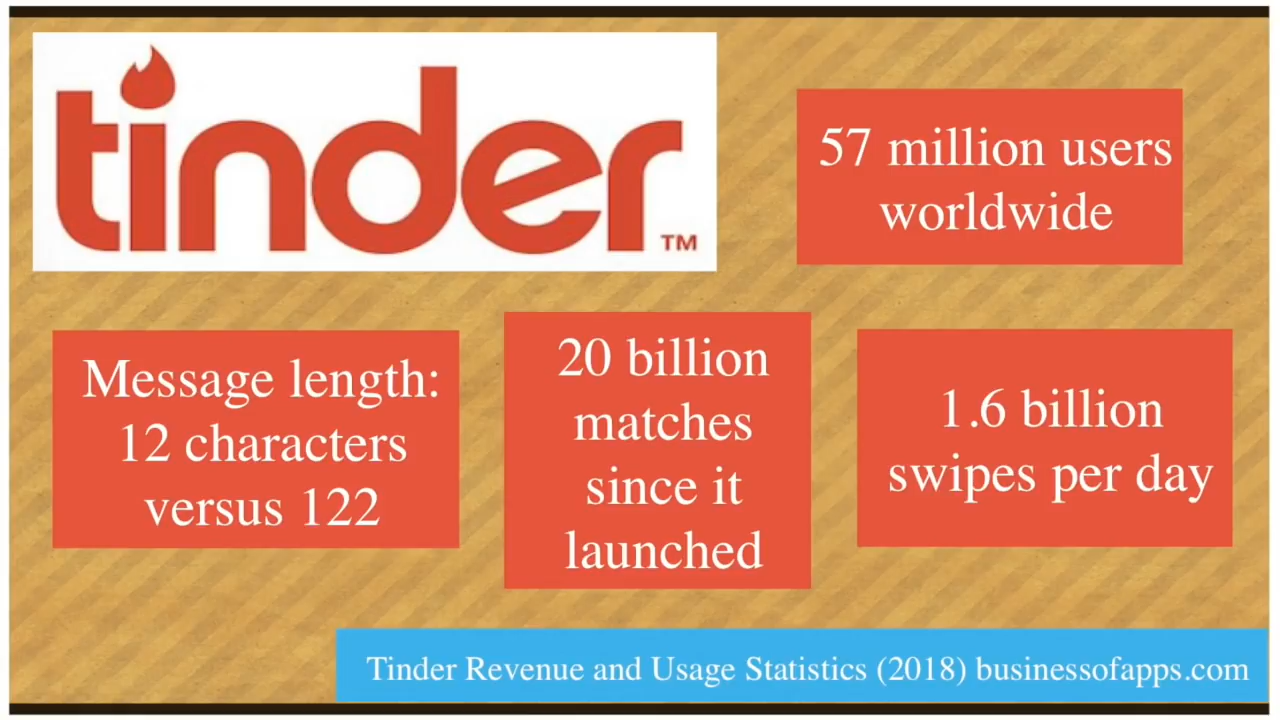 tinder TM
57 million users
worldwide
Message length:
12 characters
versus 122
20 billion
matches
since it
launched
1.6 billion
swipes per day
Tinder Revenue and Usage Statistics (2018) businessofapps.com